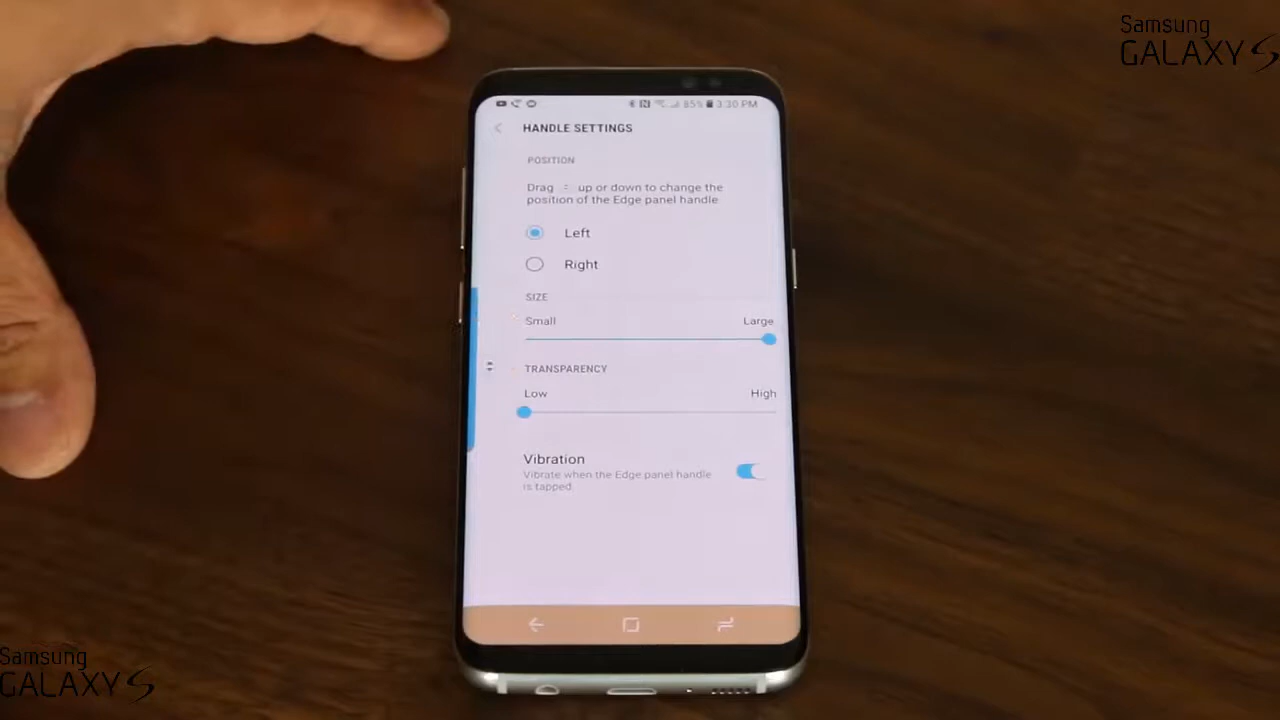 Samsung
GALAXY S
85% 3:30 PM
HANDLE SETTINGS
POSITION
Drag up or down to change the
position of the Edge panel handle
Left
Right
SIZE
Small Large
TRANSPARENCY
Low High
Vibration
Vibrate when the Edge panel handle
is tapped.
Samsung
GALAXY S